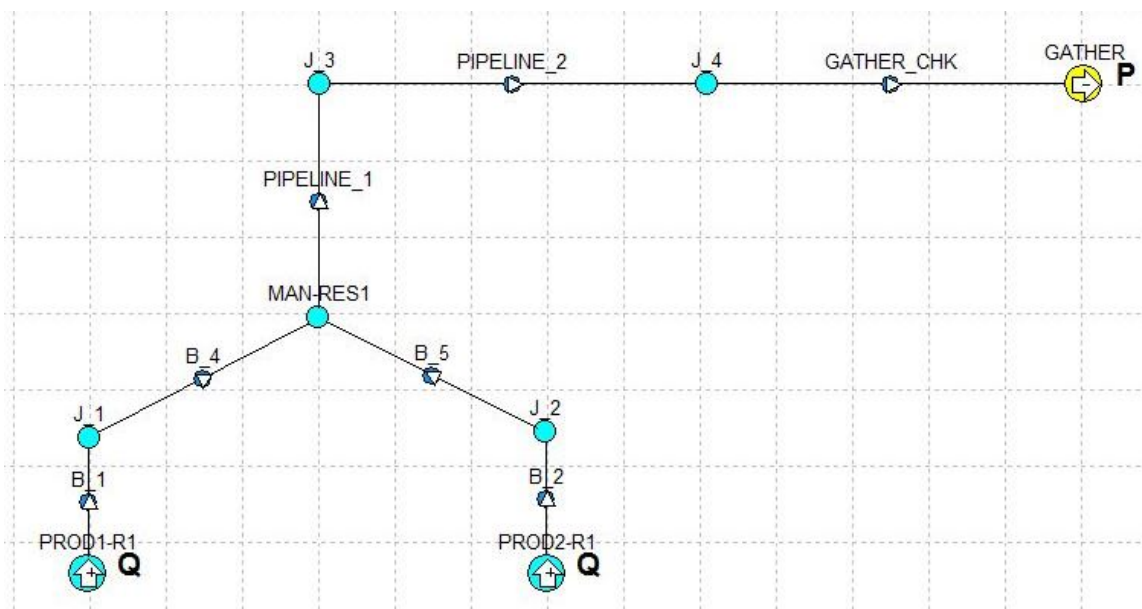 J_3
PIPELINE_2
J_4
GATHER_CHK
GATHER
P
PIPELINE_1
MAN-RES1
B_4
B_5
J_1
J_2
B_1
B_2
PROD1-R1
Q
PROD2-R1
Q